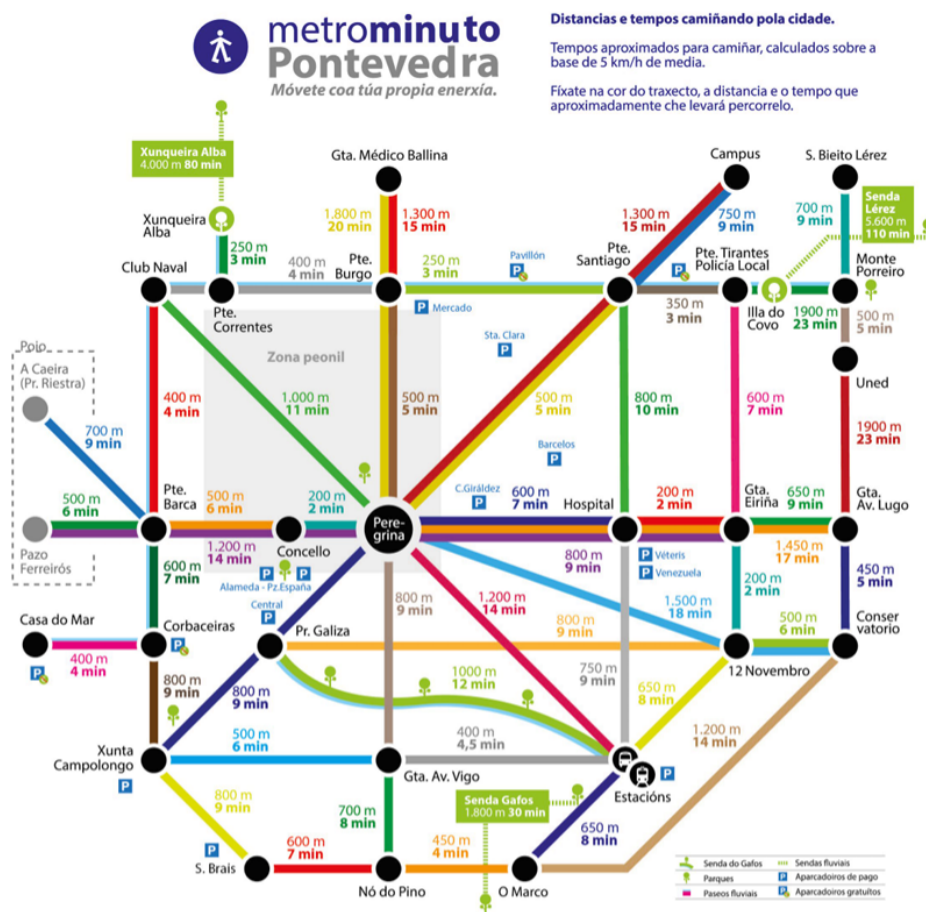 metrominuto
Pontevedra
Móvete coa túa propia enerxía.
Distancias e tempos camiñando pola cidade.
Tempos aproximados para camiñar, calculados sobre a
base de 5 km/h de media.
Fíxate na cor do traxecto, a distancia e o tempo que
aproximadamente che levará percorrelo.
Xunqueira Alba
4.000 m 80 min
Gta. Médico Ballina
Campus
S. Bieito Lérez
Senda
Lérez
5.600 m
110 min
Xunqueira
Alba
1.800 m
20 min
1.300 m
15 min
1.300 m
15 min
750 m
9 min
700 m
9 min
250 m
3 min
Club Naval
400 m
4 min
Pte.
Burgo
250 m
3 min
Pavillón
Pte.
Santiago
Pte. Tirantes
Policía Local
Monte
Porreiro
Pte.
Correntes
P Mercado
350 m
3 min
Illa do
Covo
1900 m
23 min
500 m
5 min
Sta. Clara
P
Zona peonil
Poio
A Caeira
(Pr. Riestra)
Uned
400 m
4 min
1.000 m
11 min
500 m
5 min
500 m
5 min
800 m
10 min
600 m
7 min
1900 m
23 min
700 m
9 min
Barcelos
P
500 m
6 min
Pte.
Barca
500 m
6 min
200 m
2 min
Pere-
grina
C.Giráldez
P
600 m
7 min
Hospital
200 m
2 min
Gta.
Eiriña
650 m
9 min
Gta.
Av. Lugo
Pazo
Ferreirós
1.200 m
14 min
Concello
800 m
9 min
P Véteris
P Venezuela
1.450 m
17 min
600 m
7 min
P
P
Alameda - Pz.España
Central
P
800 m
9 min
1.200 m
14 min
1.500 m
18 min
200 m
2 min
450 m
5 min
Casa do Mar
Corbaceiras
P
Pr. Galiza
800 m
9 min
500 m
6 min
Conser
vatorio
P
400 m
4 min
12 Novembro
800 m
9 min
800 m
9 min
1000 m
12 min
750 m
9 min
650 m
8 min
500 m
6 min
400 m
4,5 min
1.200 m
14 min
Xunta
Campolongo
P
Gta. Av. Vigo
Estacións
P
800 m
9 min
700 m
8 min
Senda Gafos
1.800 m 30 min
650 m
8 min
P
600 m
7 min
450 m
4 min
S. Brais
Nó do Pino
O Marco
Senda do Gafos
Sendas fluviais
Parques
P Aparcadoiros de pago
Paseos fluviais
P Aparcadoiros gratuítos